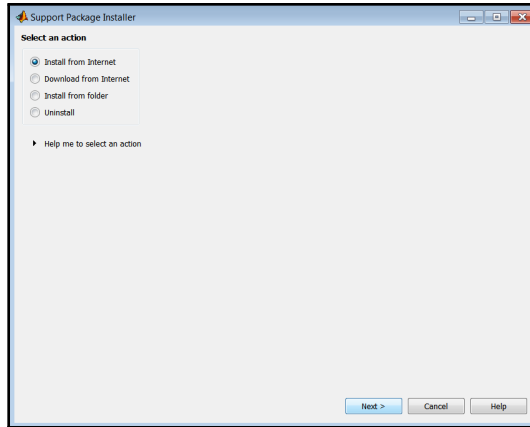 Support Package Installer
Select an action
Install from Internet
Download from Internet
Install from folder
Uninstall
Help me to select an action
Next >
Cancel
Help